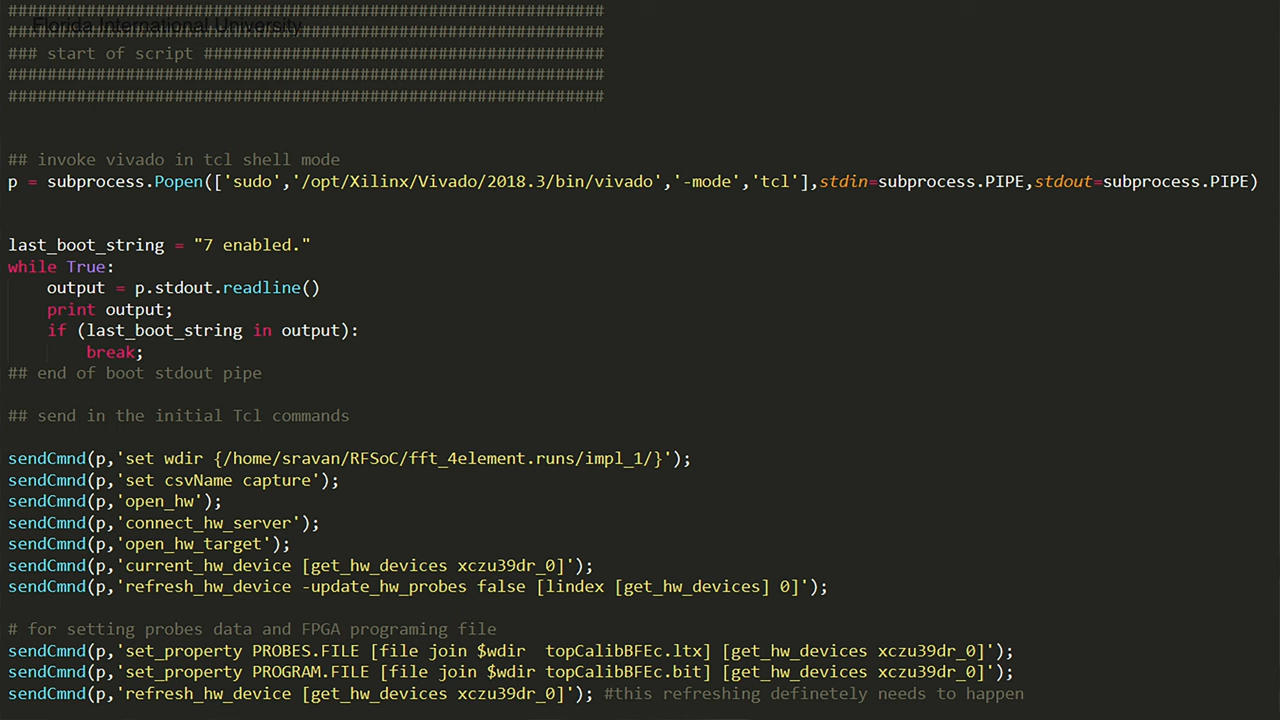 #############################################################
Florida International University
#############################################################
### start of script #########################################
#############################################################
#############################################################
## invoke vivado in tcl shell mode
p = subprocess.Popen(['sudo','/opt/Xilinx/Vivado/2018.3/bin/vivado','-mode','tcl'],stdin=subprocess.PIPE,stdout=subprocess.PIPE)
last_boot_string = "7 enabled."
while True:
    output = p.stdout.readline()
    print output;
    if (last_boot_string in output):
        break;
## end of boot stdout pipe
## send in the initial Tcl commands
sendCmnd(p,'set wdir {/home/sravan/RFSoC/fft_4element.runs/impl_1/}');
sendCmnd(p,'set csvName capture');
sendCmnd(p,'open_hw');
sendCmnd(p,'connect_hw_server');
sendCmnd(p,'open_hw_target');
sendCmnd(p,'current_hw_device [get_hw_devices xczu39dr_0]');
sendCmnd(p,'refresh_hw_device -update_hw_probes false [lindex [get_hw_devices] 0]');
# for setting probes data and FPGA programing file
sendCmnd(p,'set_property PROBES.FILE [file join $wdir  topCalibBFEc.ltx] [get_hw_devices xczu39dr_0]');
sendCmnd(p,'set_property PROGRAM.FILE [file join $wdir topCalibBFEc.bit] [get_hw_devices xczu39dr_0]');
sendCmnd(p,'refresh_hw_device [get_hw_devices xczu39dr_0]'); #this refreshing definetely needs to happen